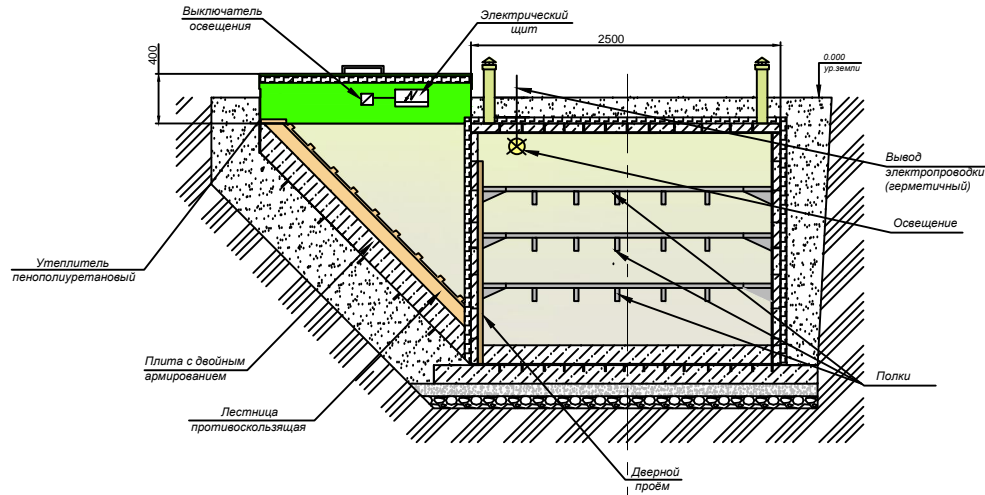 Выключатель
освещения
Электрический
щит
2500
400
0.000
ур.земли
Вывод
электропроводки
(герметичный)
Освещение
Утеплитель
пенополиуретановый
Плита с двойным
армированием
Полки
Лестница
противоскользящая
Дверной
проём